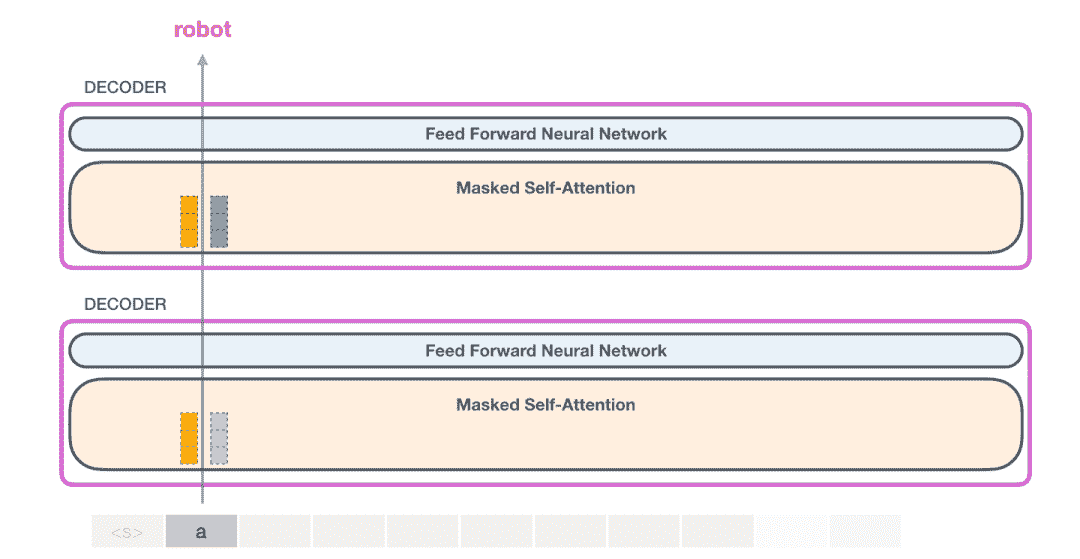 robot
DECODER
Feed Forward Neural Network
Masked Self-Attention
DECODER
Feed Forward Neural Network
Masked Self-Attention
<s> a